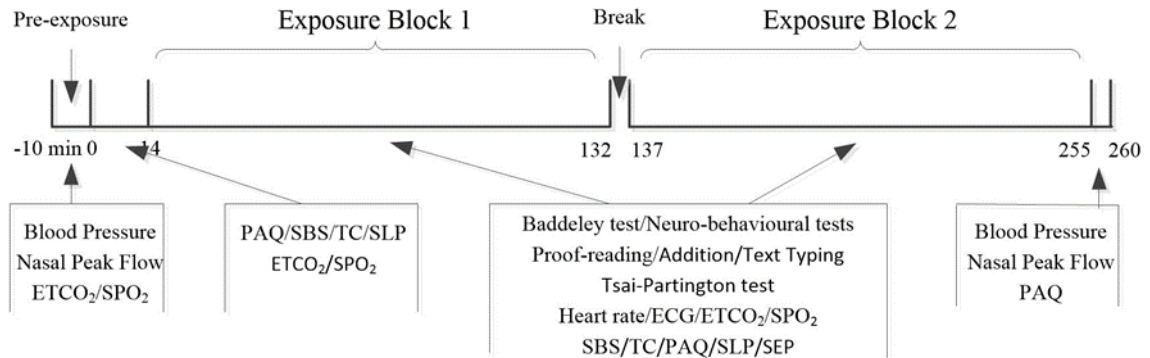 Pre-exposure
Exposure Block 1
Break
Exposure Block 2
-10 min 0 14 132 137 255 260
Blood Pressure
Nasal Peak Flow
ETCO₂/SPO₂
PAQ/SBS/TC/SLP
ETCO₂/SPO₂
Baddeley test/Neuro-behavioural tests
Proof-reading/Addition/Text Typing
Tsai-Partington test
Heart rate/ECG/ETCO₂/SPO₂
SBS/TC/PAQ/SLP/SEP
Blood Pressure
Nasal Peak Flow
PAQ